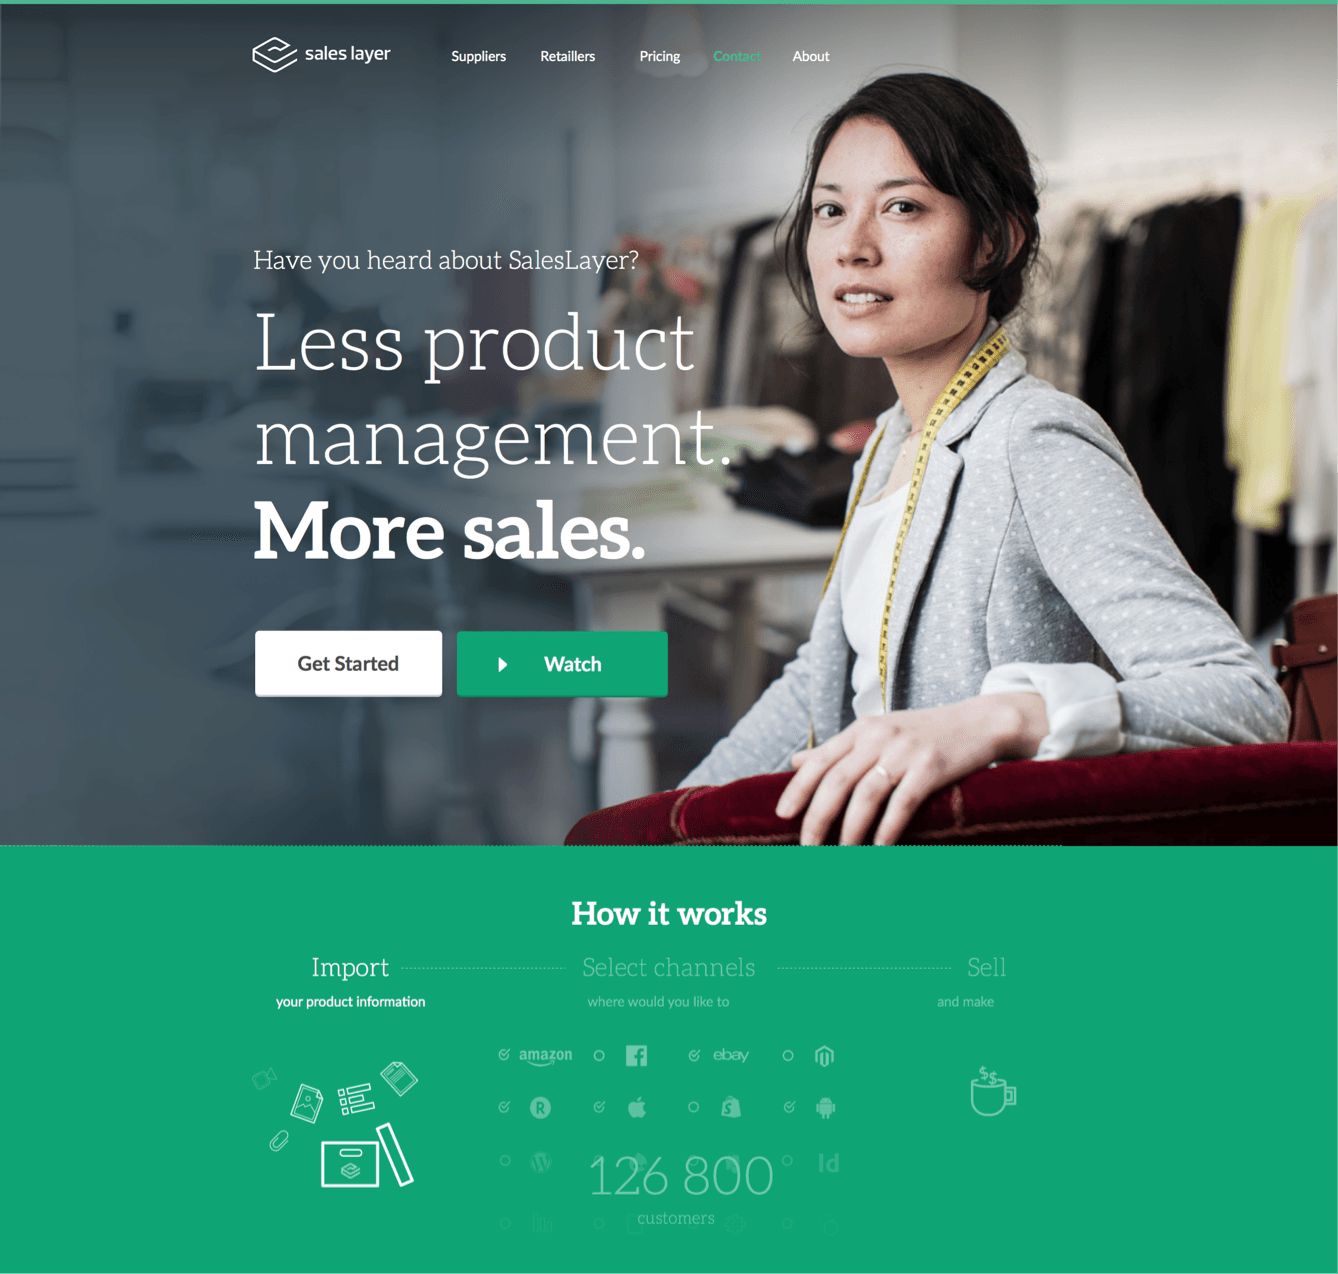 sales layer
Suppliers
Retaillers
Pricing
Contact
About
Have you heard about SalesLayer?
Less product
management.
More sales.
Get Started
Watch
How it works
Import
Select channels
Sell
your product information
where would you like to
and make
amazon
ebay
R
S
Id
126 800
customers
$$